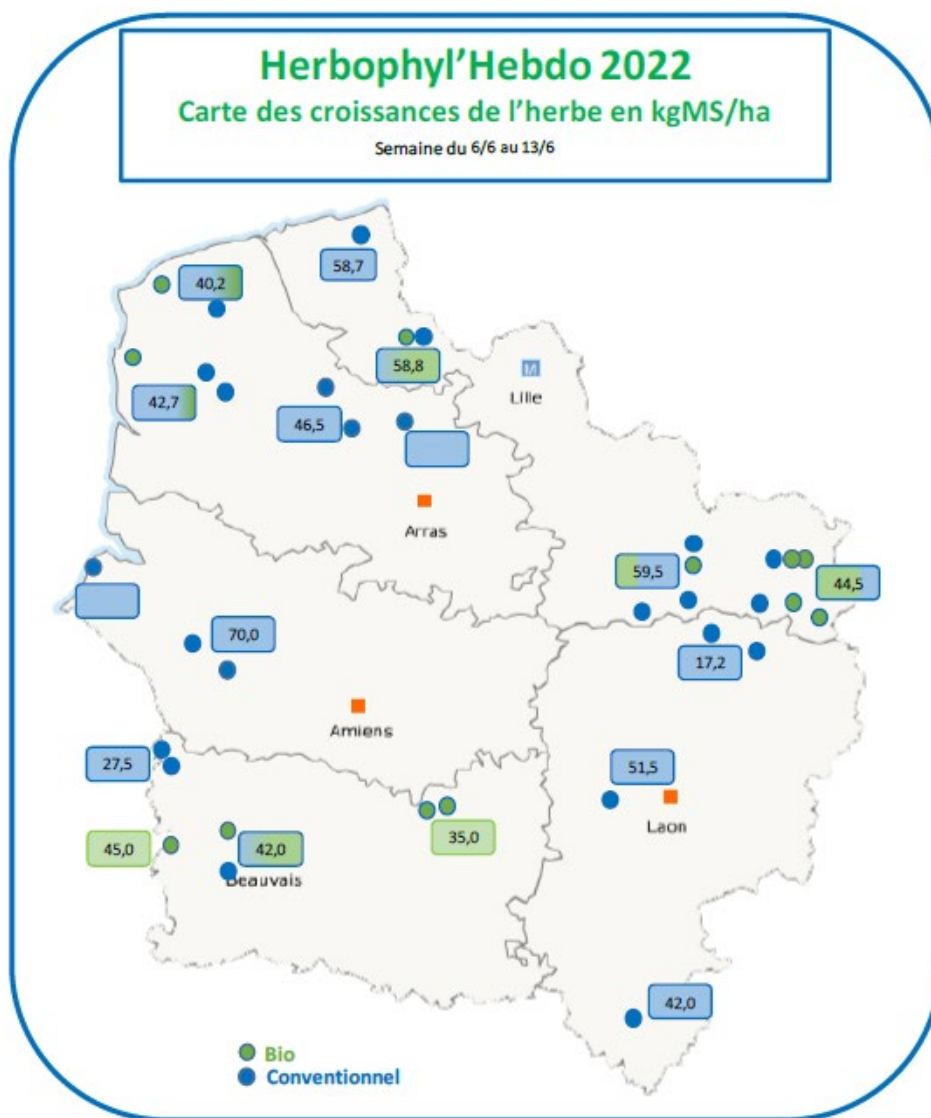 Herbophyl'Hebdo 2022
Carte des croissances de l'herbe en kgMS/ha
Semaine du 6/6 au 13/6
58,7
40,2
58,8
M
Lille
42,7
46,5
Arras
59,5
44,5
70,0
17,2
Amiens
27,5
51,5
Laon
35,0
45,0
42,0
Beauvais
42,0
Bio
Conventionnel